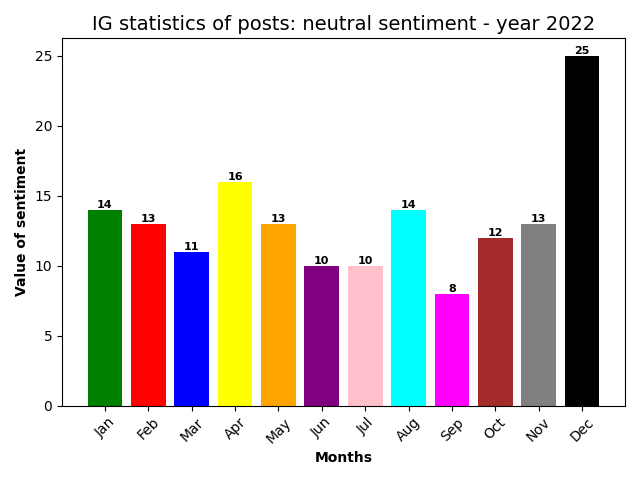 IG statistics of posts: neutral sentiment - year 2022
Value of sentiment
25
20
15
10
5
0
14
13
11
16
13
10
10
14
8
12
13
25
Jan
Feb
Mar
Apr
May
Jun
Jul
Aug
Sep
Oct
Nov
Dec
Months